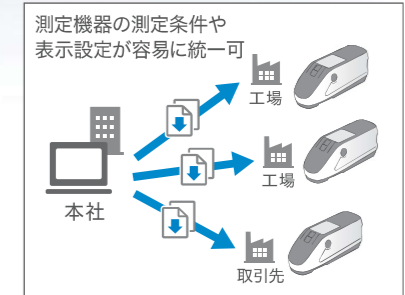 測定機器の測定条件や
表示設定が容易に統一可
工場
工場
本社
取引先